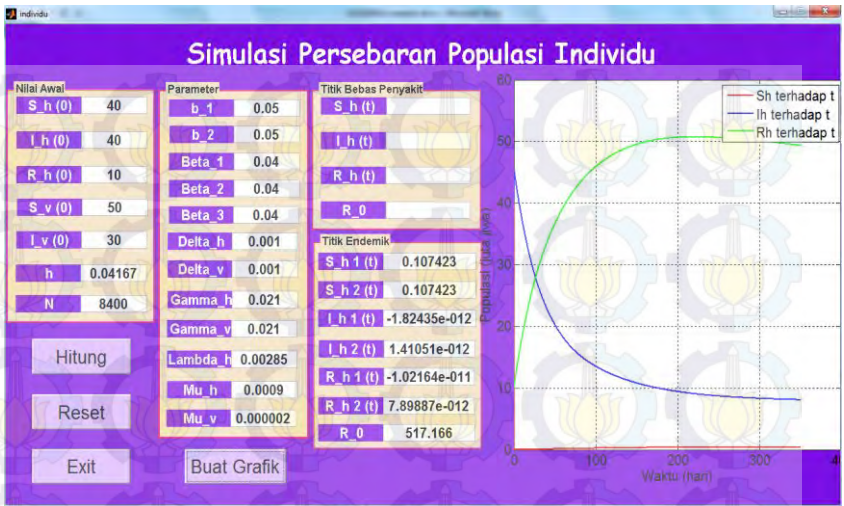 individu
Simulasi Persebaran Populasi Individu
Nilai Awal
S_h (0) 40
I_h (0) 40
R_h (0) 10
S_v (0) 50
I_v (0) 30
h 0.04167
N 8400
Hitung
Reset
Exit
Parameter
b_1 0.05
b_2 0.05
Beta_1 0.04
Beta_2 0.04
Beta_3 0.04
Delta_h 0.001
Delta_v 0.001
Gamma_h 0.021
Gamma_v 0.021
Lambda_h 0.00285
Mu_h 0.0009
Mu_v 0.000002
Buat Grafik
Titik Bebas Penyakit
S_h (t)
I_h (t)
R_h (t)
R_0
Titik Endemik
S_h 1 (t) 0.107423
S_h 2 (t) 0.107423
I_h 1 (t) -1.82435e-012
I_h 2 (t) 1.41051e-012
R_h 1 (t) -1.02164e-011
R_h 2 (t) 7.89887e-012
R_0 517.166
Populasi (juta jiwa)
60
50
40
30
20
10
0
Sh terhadap t
Ih terhadap t
Rh terhadap t
0 100 200 300 4
Waktu (hari)